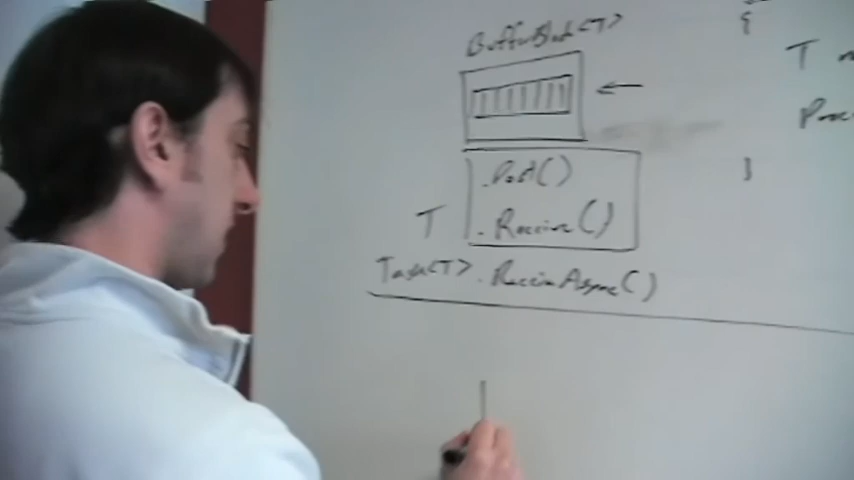 BufferBlock<T>
{
T
.Post()
}
T .Receive()
Task<T> .ReceiveAsync()